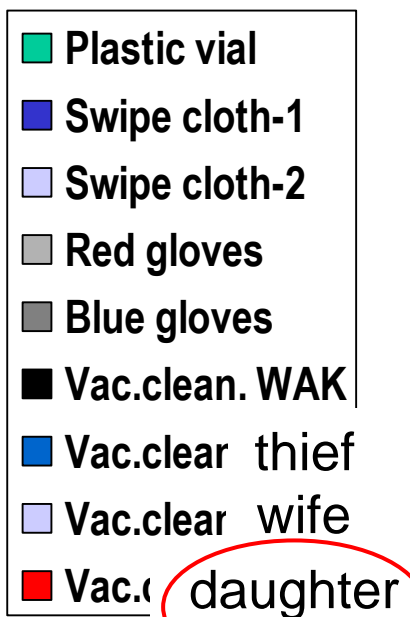 Plastic vial
Swipe cloth-1
Swipe cloth-2
Red gloves
Blue gloves
Vac.clean. WAK
Vac.clear thief
Vac.clear wife
Vac. daughter